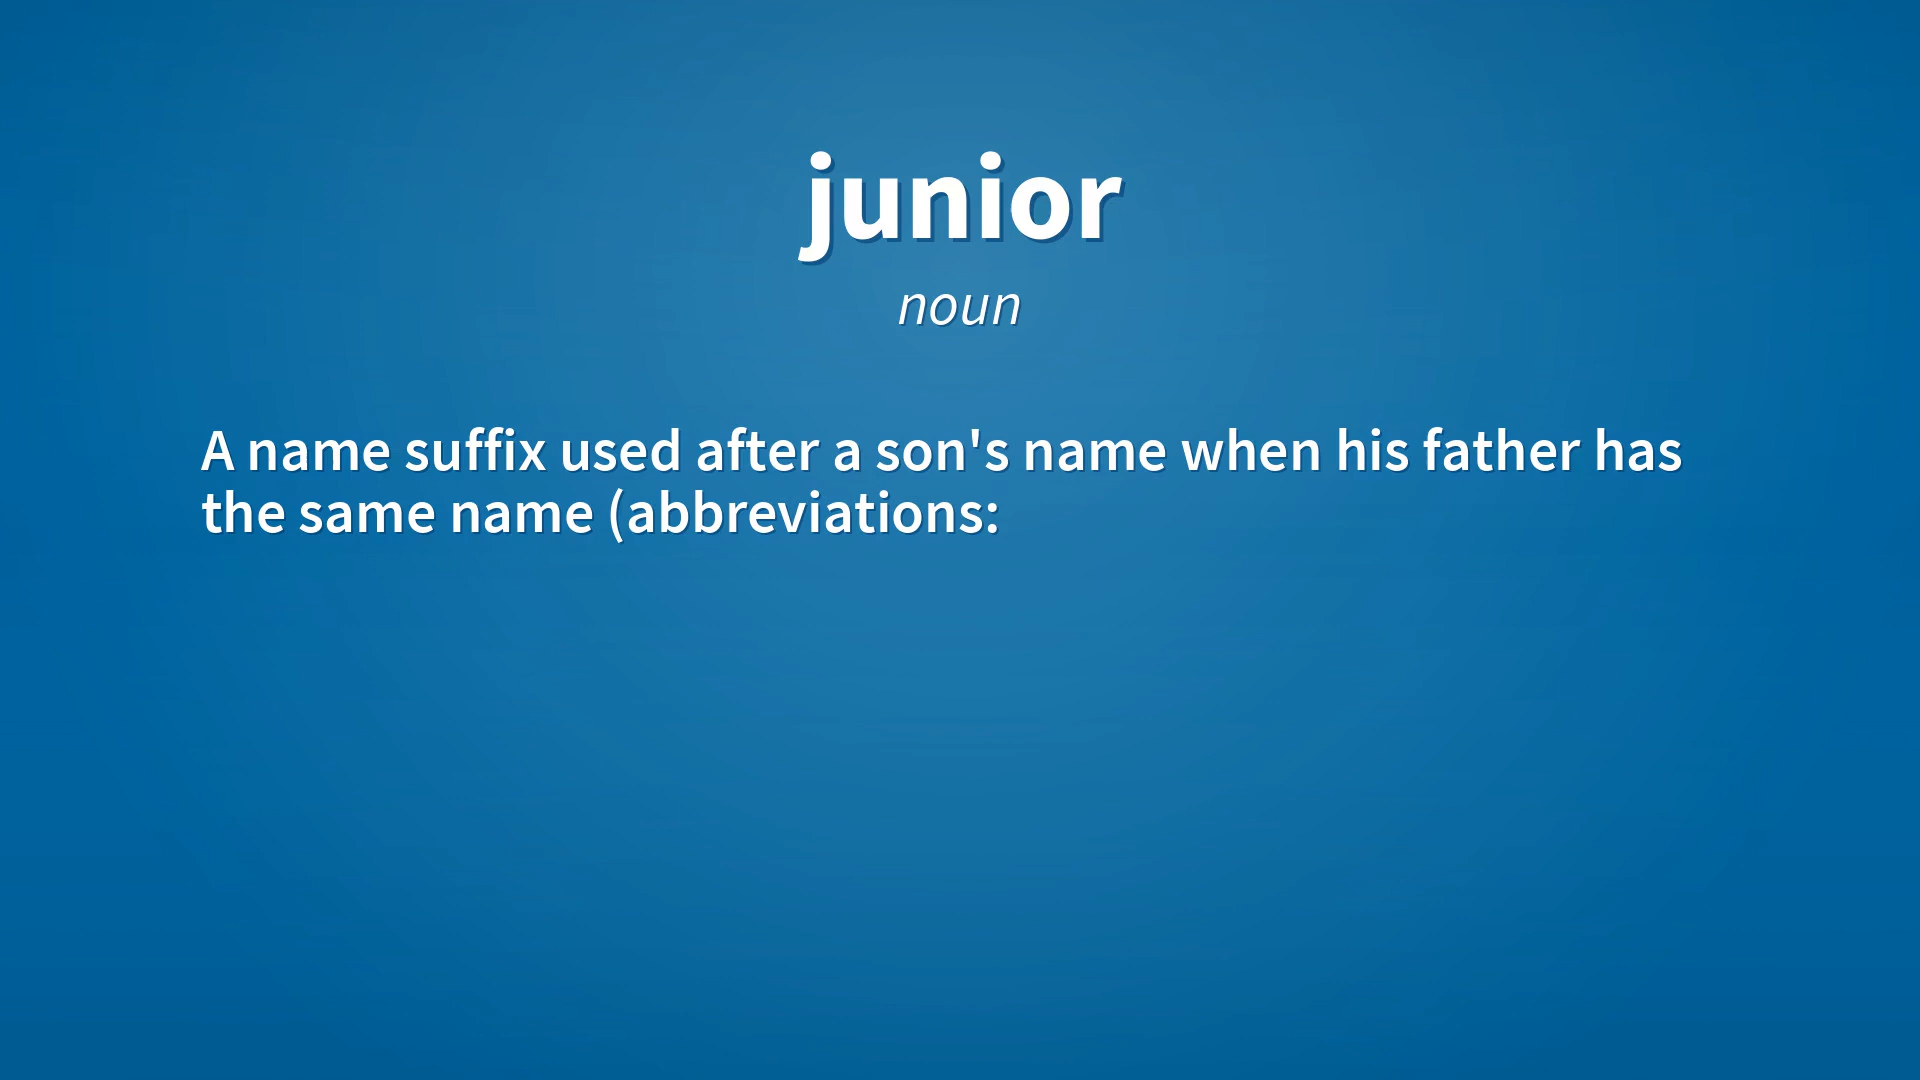 junior
noun
A name suffix used after a son's name when his father has
the same name (abbreviations: